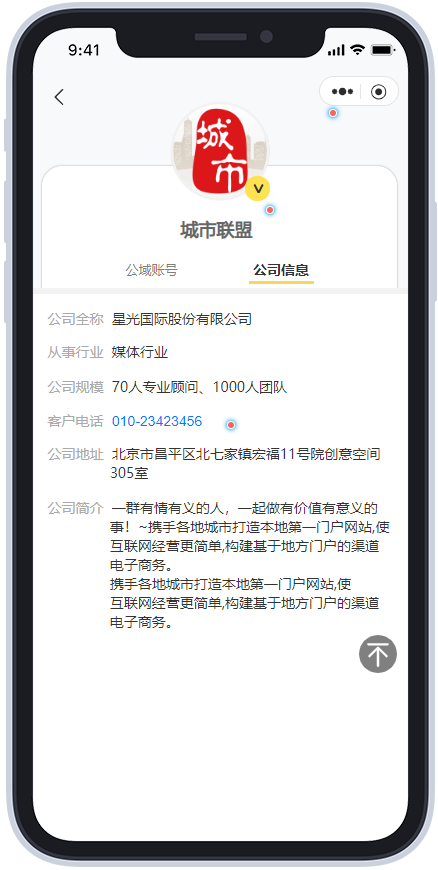 9:41
城市
V
城市联盟
公域账号 公司信息
公司全称 星光国际股份有限公司
从事行业 媒体行业
公司规模 70人专业顾问、1000人团队
客户电话 010-23423456
公司地址 北京市昌平区北七家镇宏福11号院创意空间
305室
公司简介 一群有情有义的人，一起做有价值有意义的
事！~携手各地城市打造本地第一门户网站,使
互联网经营更简单,构建基于地方门户的渠道
电子商务。
携手各地城市打造本地第一门户网站,使
互联网经营更简单,构建基于地方门户的渠道
电子商务。